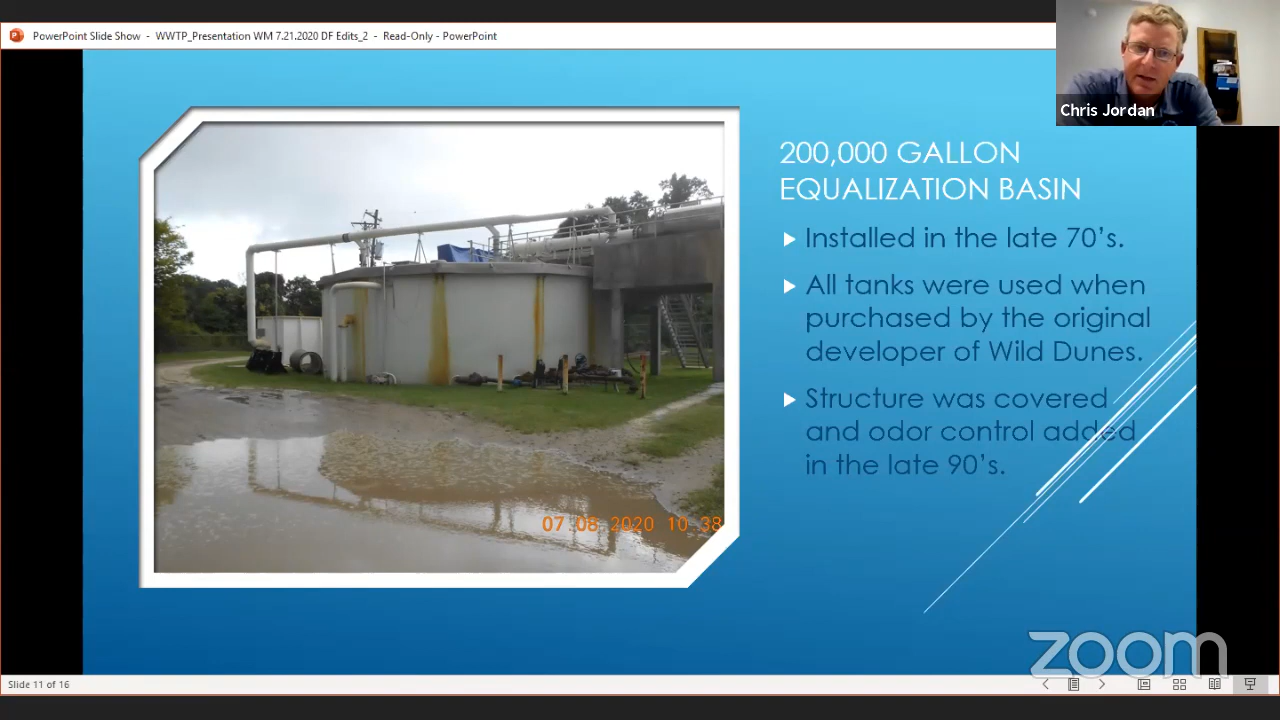 PowerPoint Slide Show - WWTP_Presentation WM 7.21.2020 DF Edits_2 - Read-Only - PowerPoint
Chris Jordan
200,000 GALLON
EQUALIZATION BASIN
Installed in the late 70's.
All tanks were used when
purchased by the original
developer of Wild Dunes.
Structure was covered
and odor control added
in the late 90's.
07 08 2020 10 38
zoom
Slide 11 of 16